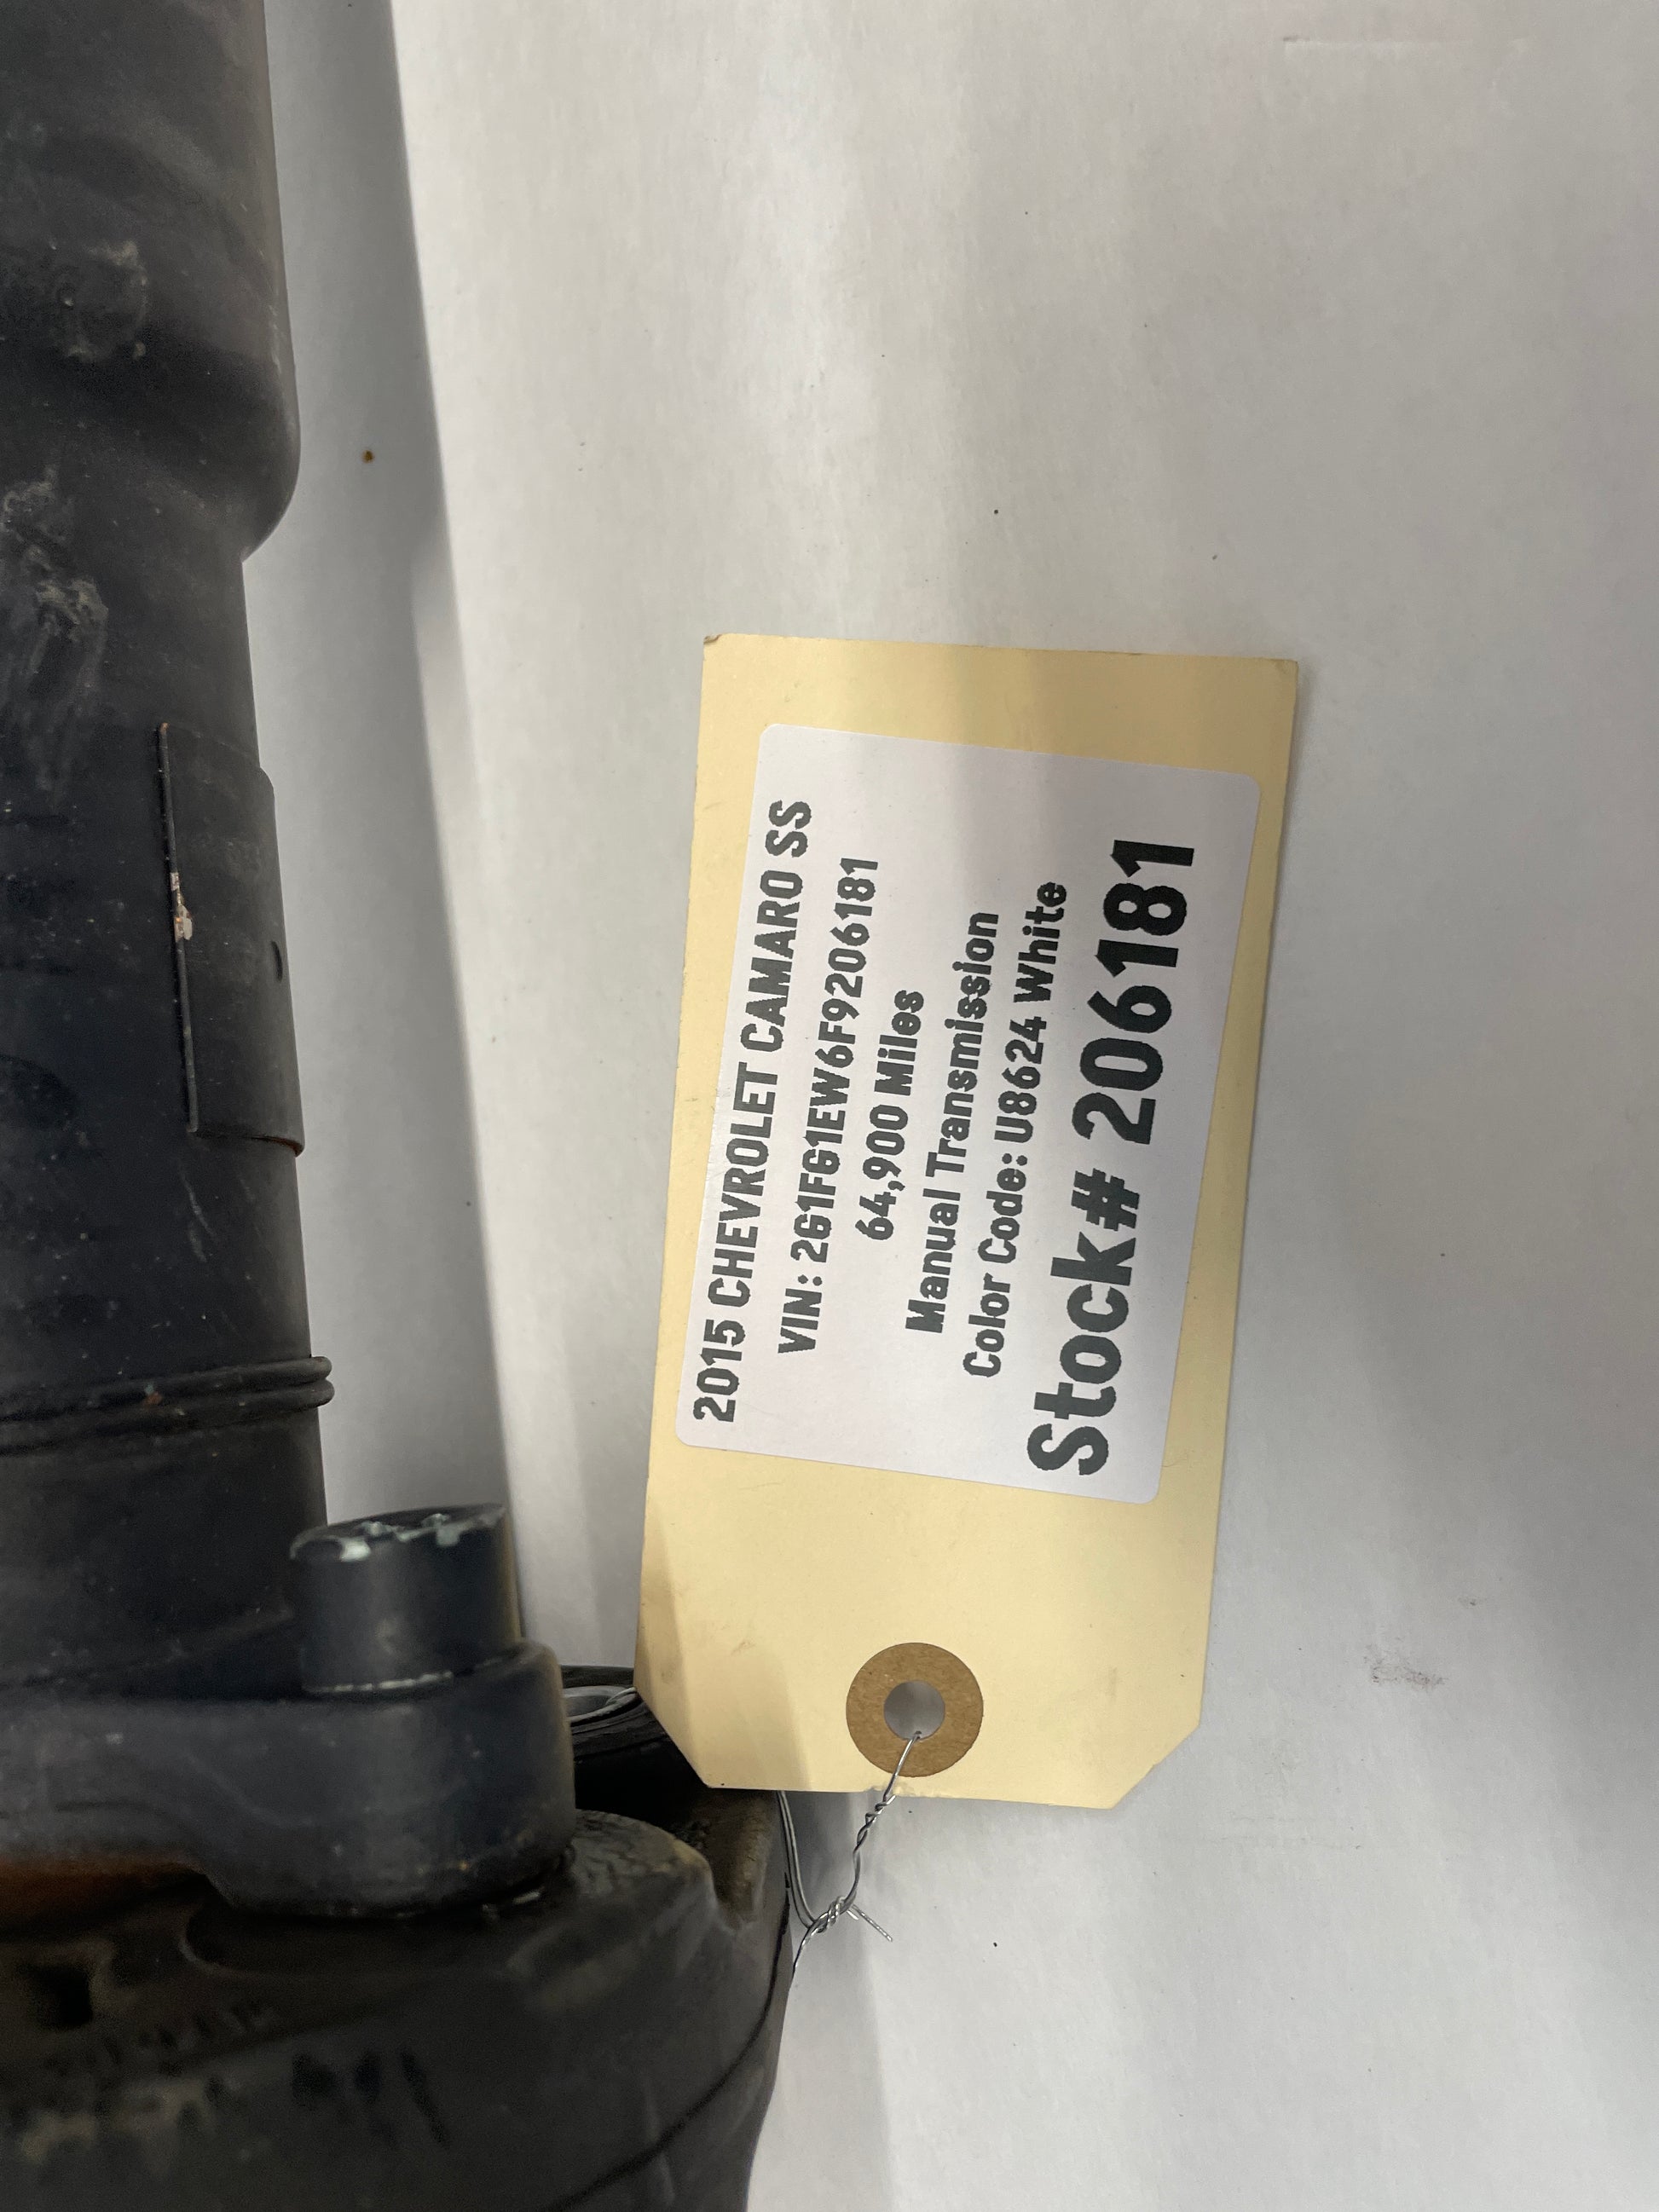 2015 CHEVROLET CAMARO SS
VIN: 2G1FG1EW6F9206181
64,900 Miles
Manual Transmission
Color Code: U8624 White
Stock# 206181